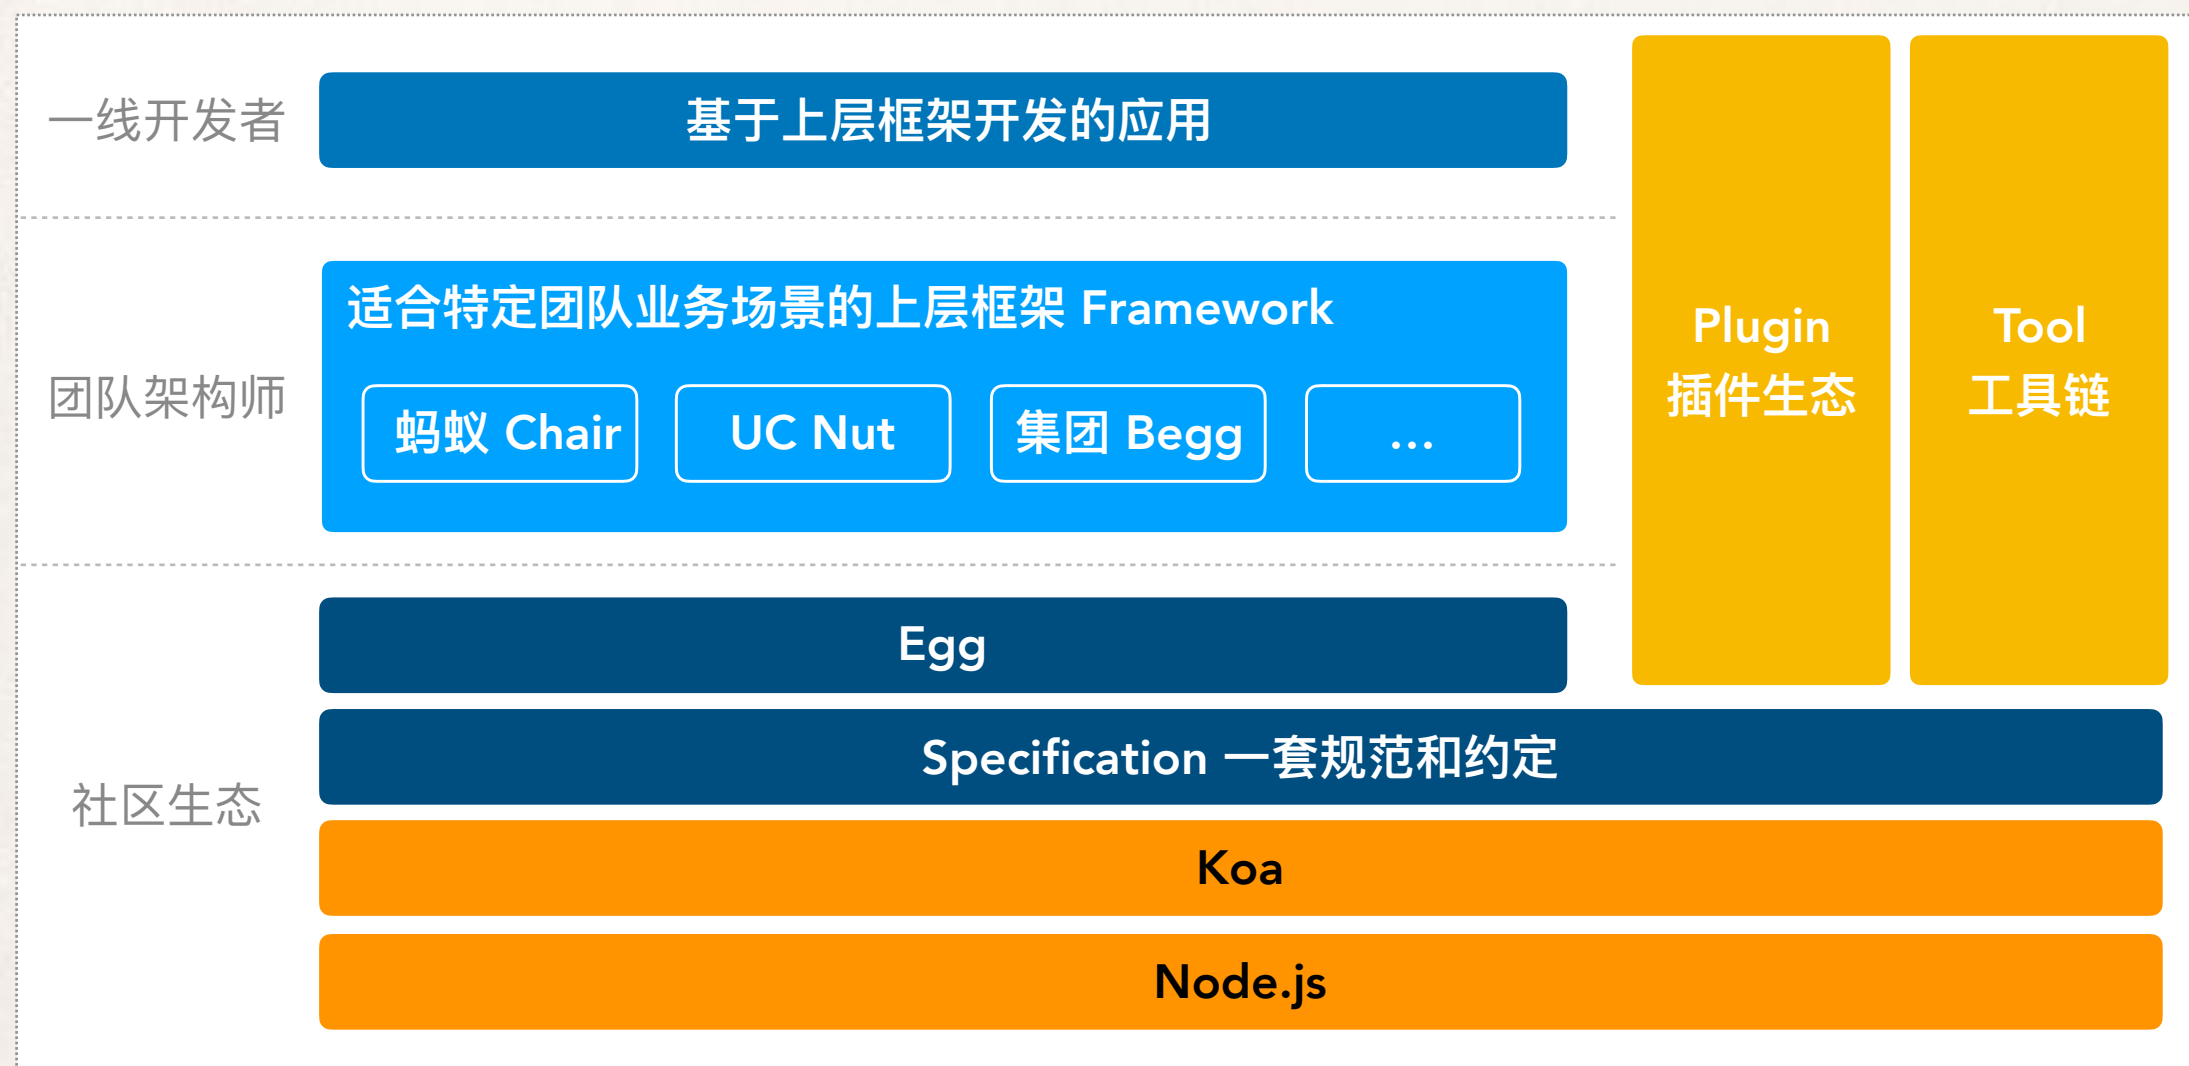 一线开发者
基于上层框架开发的应用
团队架构师
适合特定团队业务场景的上层框架 Framework
蚂蚁 Chair
UC Nut
集团 Begg
...
Plugin
插件生态
Tool
工具链
社区生态
Egg
Specification 一套规范和约定
Koa
Node.js